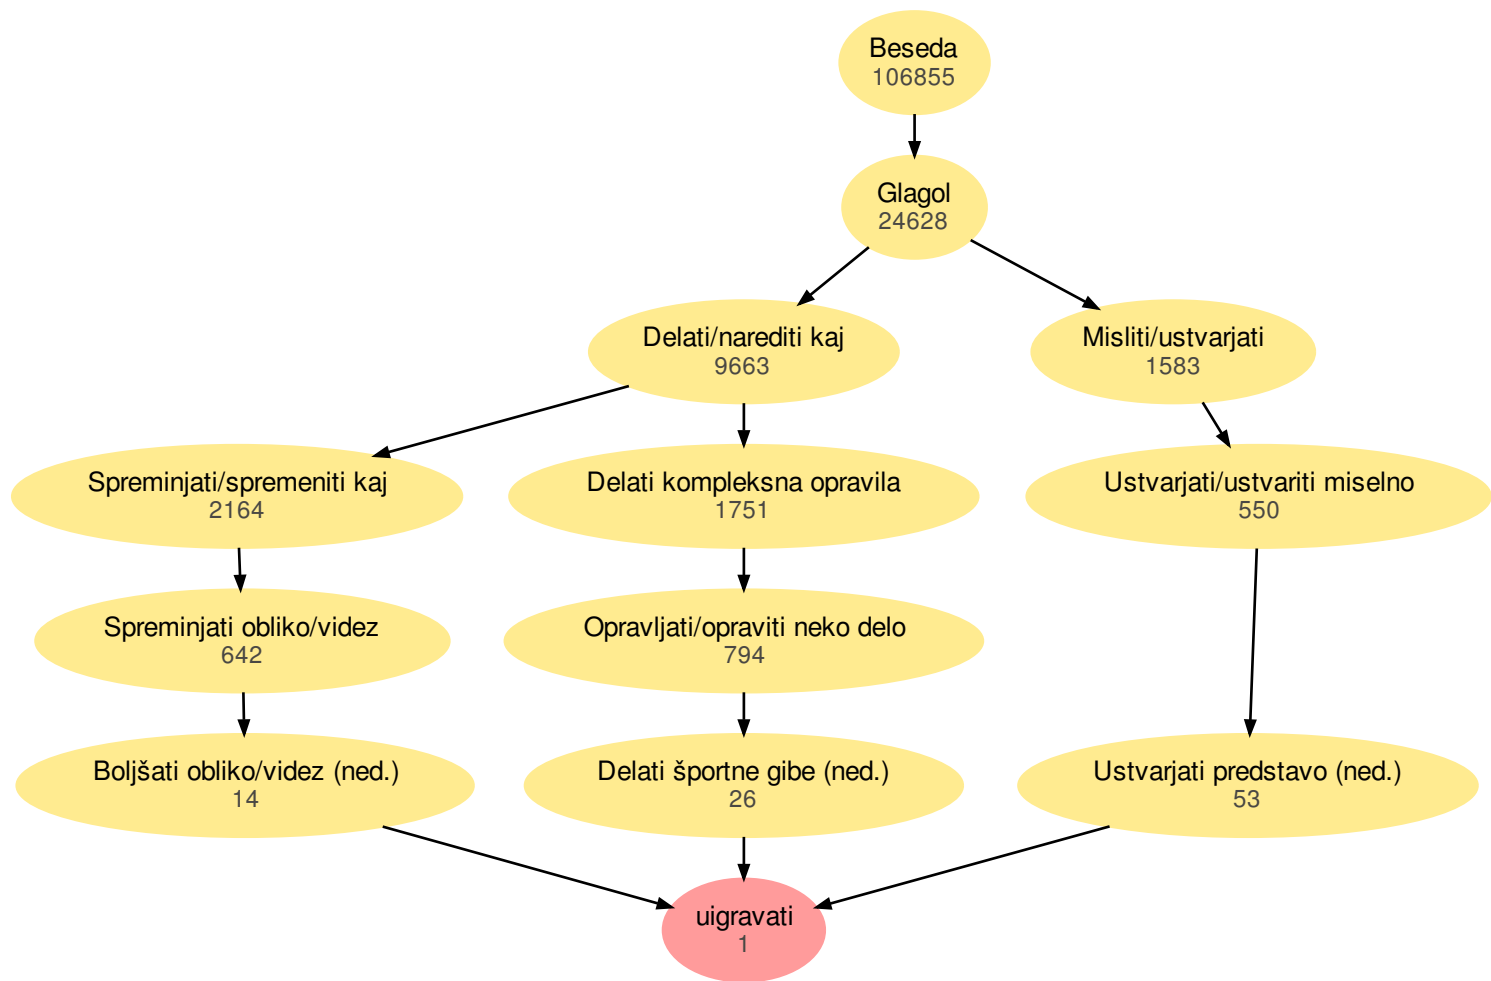 Beseda
106855
Glagol
24628
Delati/narediti kaj
9663
Misliti/ustvarjati
1583
Spreminjati/spremeniti kaj
2164
Delati kompleksna opravila
1751
Ustvarjati/ustvariti miselno
550
Spreminjati obliko/videz
642
Opravljati/opraviti neko delo
794
Boljšati obliko/videz (ned.)
14
Delati športne gibe (ned.)
26
Ustvarjati predstavo (ned.)
53
uigravati
1